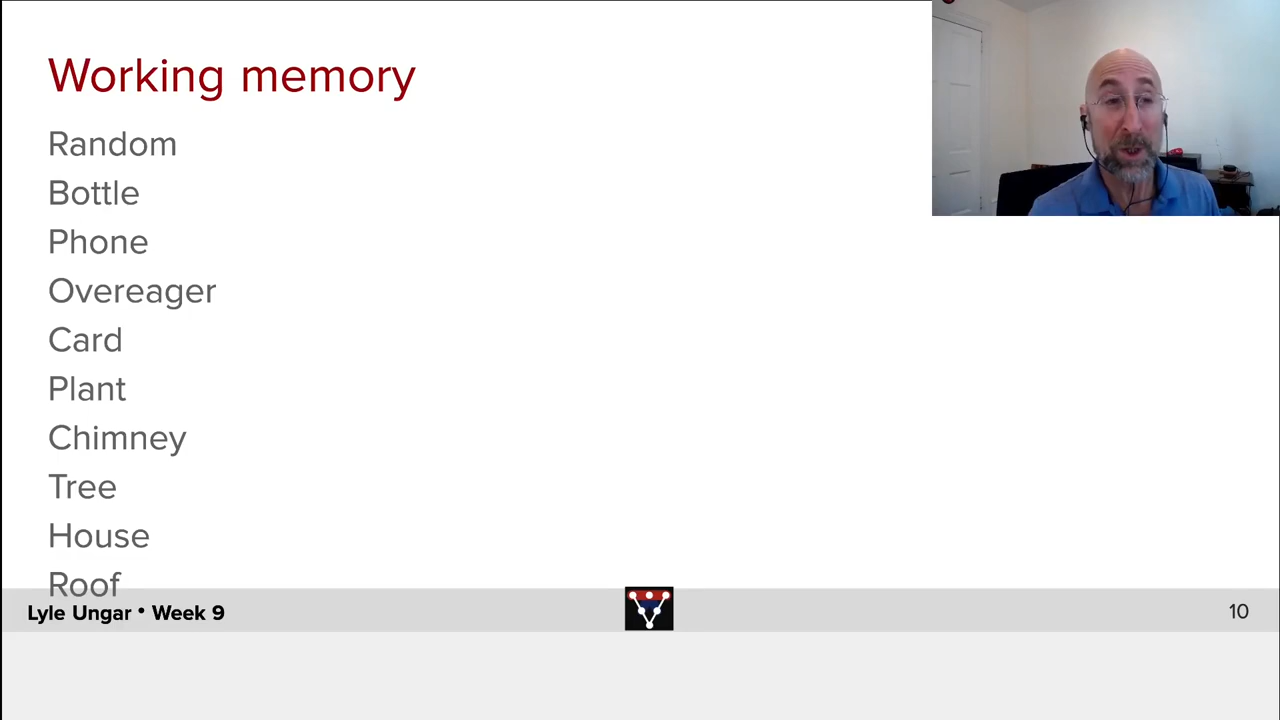 Working memory
Random
Bottle
Phone
Overeager
Card
Plant
Chimney
Tree
House
Roof
Lyle Ungar • Week 9
10